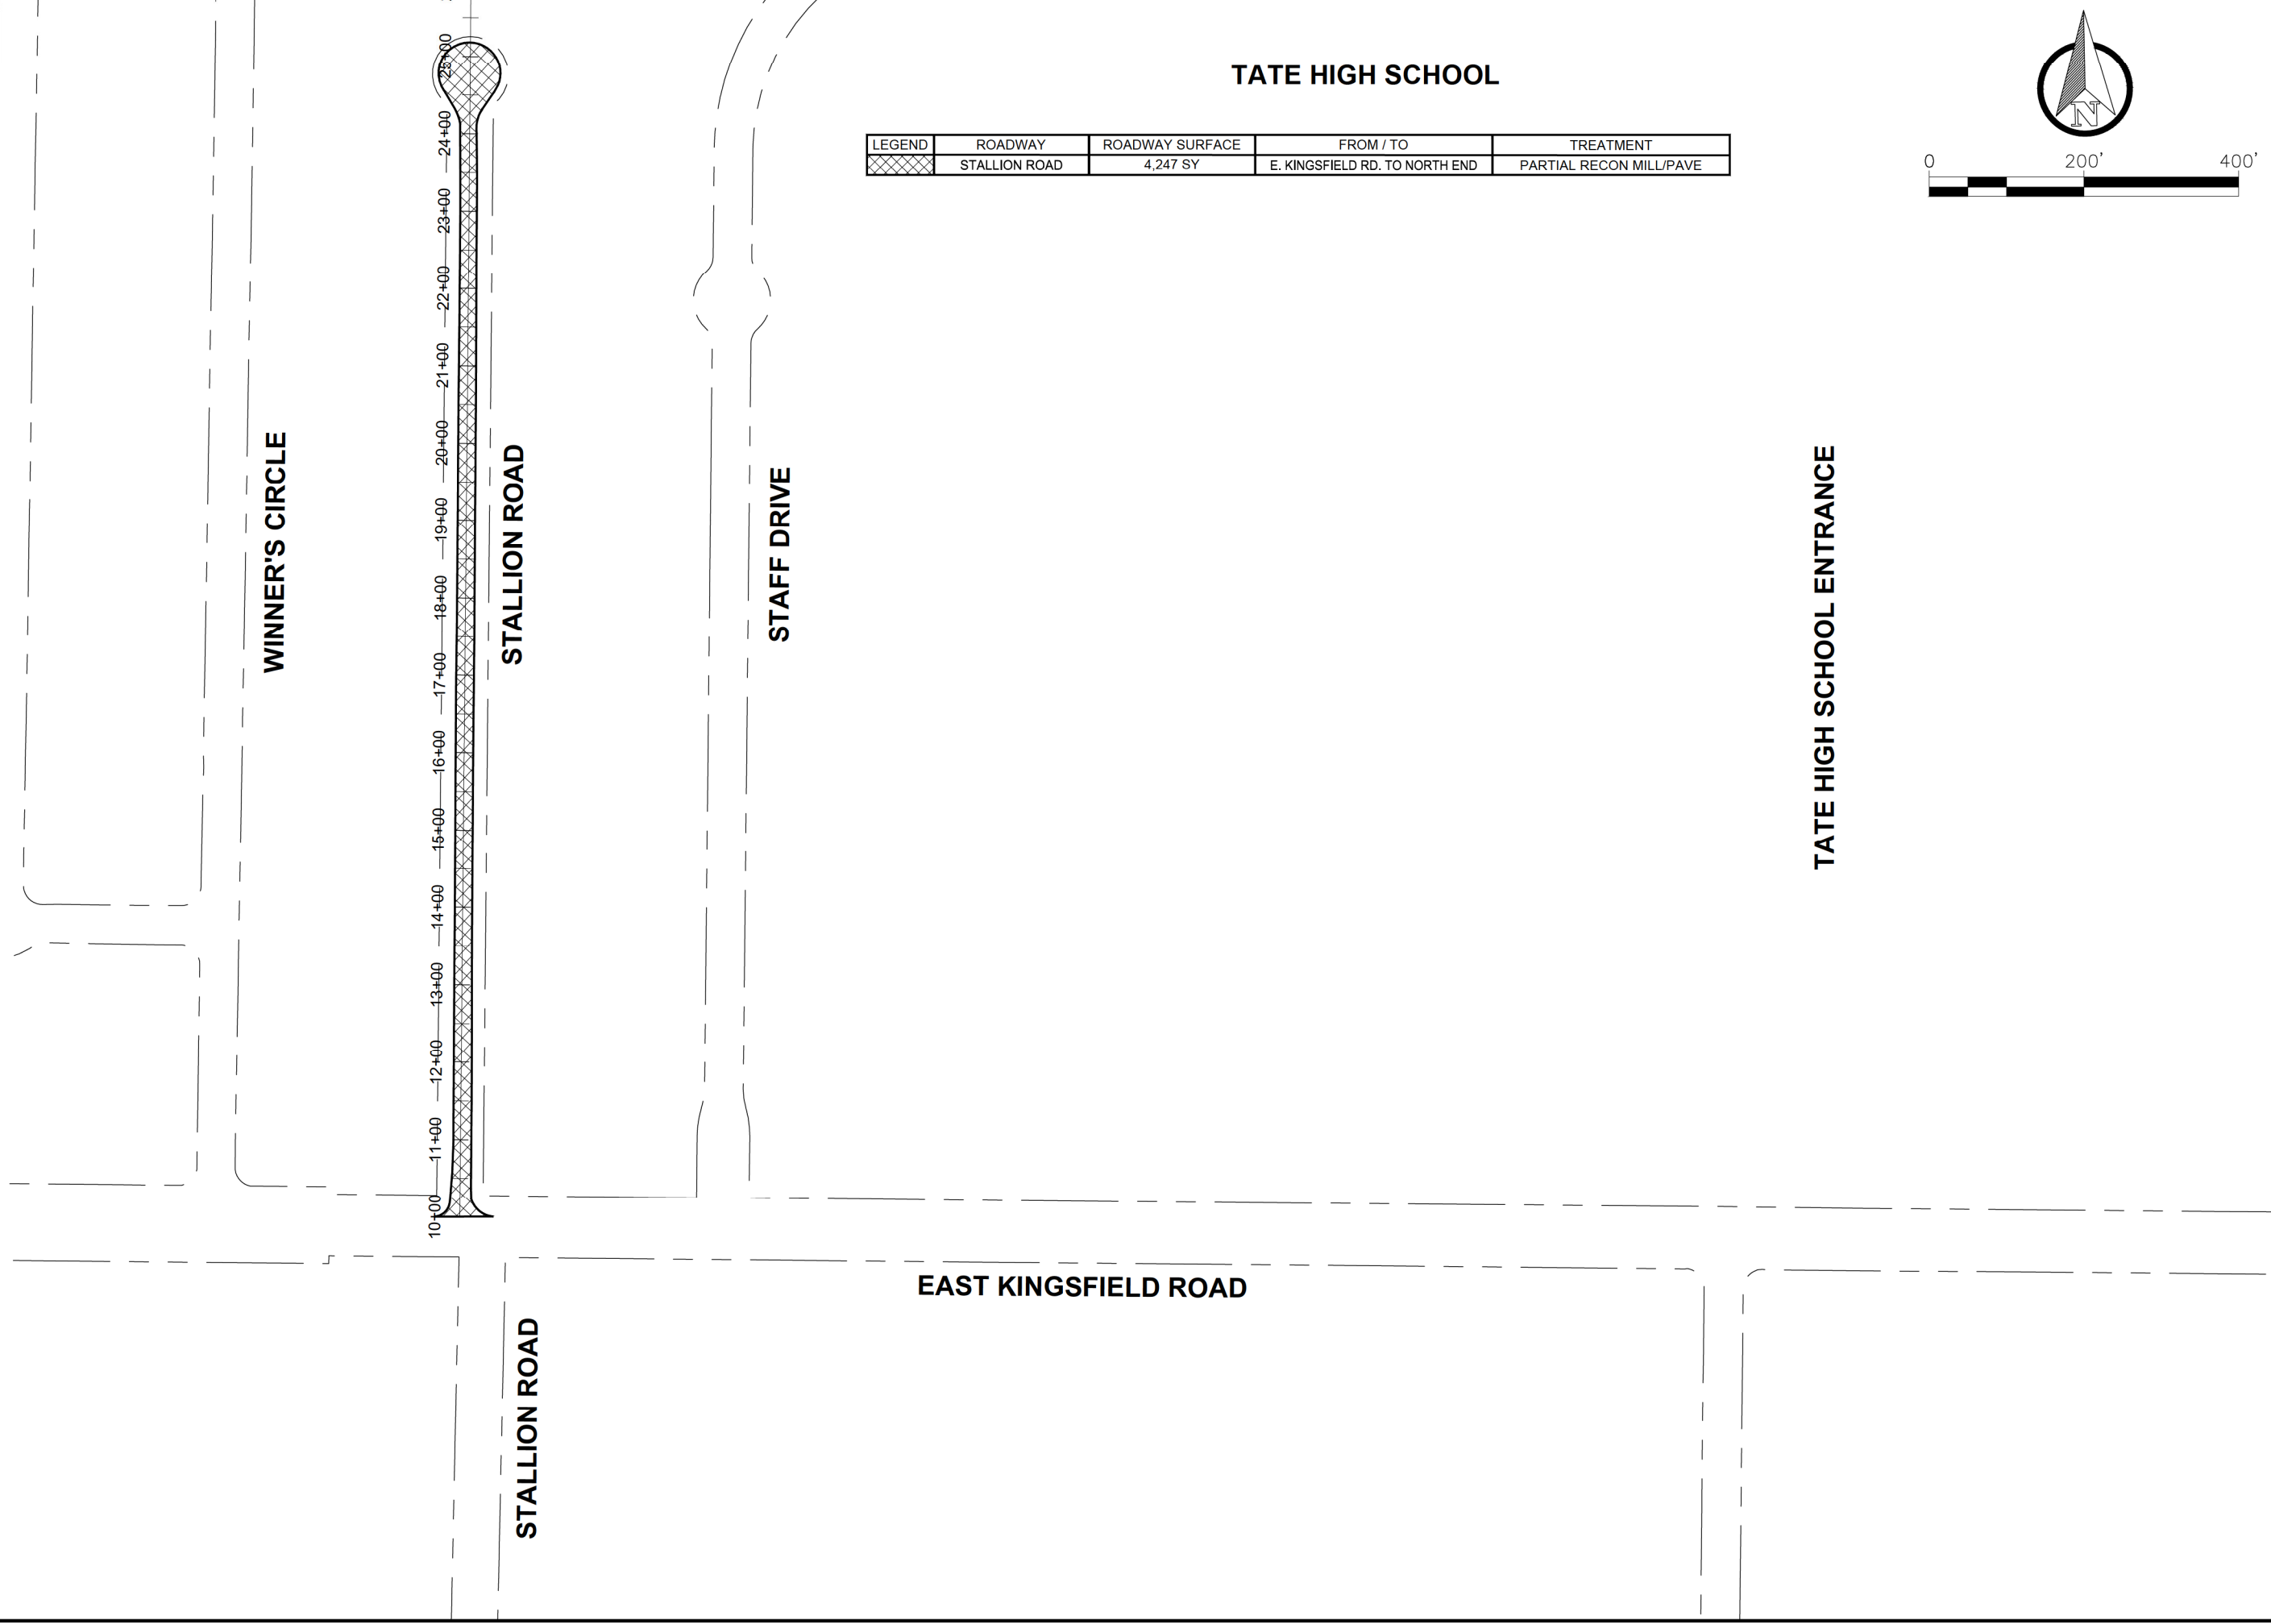 TATE HIGH SCHOOL
N
0 200' 400'
LEGEND ROADWAY ROADWAY SURFACE FROM / TO TREATMENT
STALLION ROAD 4,247 SY E. KINGSFIELD RD. TO NORTH END PARTIAL RECON MILL/PAVE
25+00
24+00
23+00
22+00
21+00
20+00
19+00
18+00
17+00
16+00
15+00
14+00
13+00
12+00
11+00
10+00
WINNER'S CIRCLE
STALLION ROAD
STAFF DRIVE
TATE HIGH SCHOOL ENTRANCE
EAST KINGSFIELD ROAD
STALLION ROAD